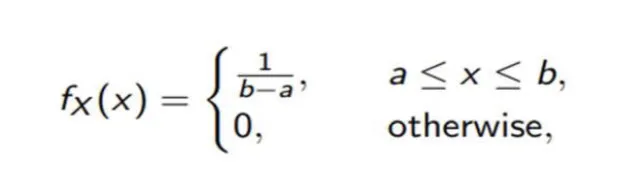 f_X(x) = { 1/(b−a), a ≤ x ≤ b,
0, otherwise,